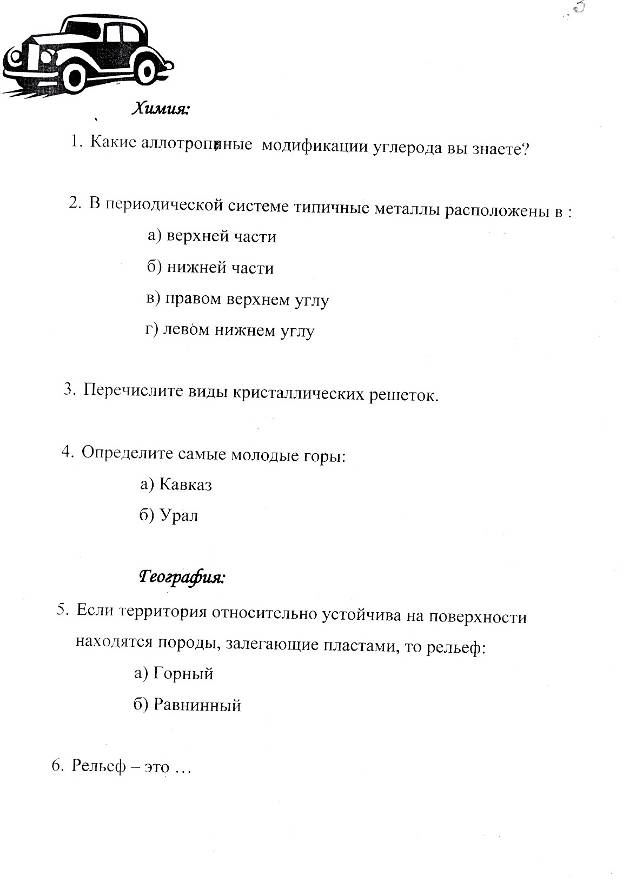 3
Химия:
1. Какие аллотропные модификации углерода вы знаете?
2. В периодической системе типичные металлы расположены в :
а) верхней части
б) нижней части
в) правом верхнем углу
г) левом нижнем углу
3. Перечислите виды кристаллических решеток.
4. Определите самые молодые горы:
а) Кавказ
б) Урал
География:
5. Если территория относительно устойчива на поверхности
находятся породы, залегающие пластами, то рельеф:
а) Горный
б) Равнинный
6. Рельеф – это …